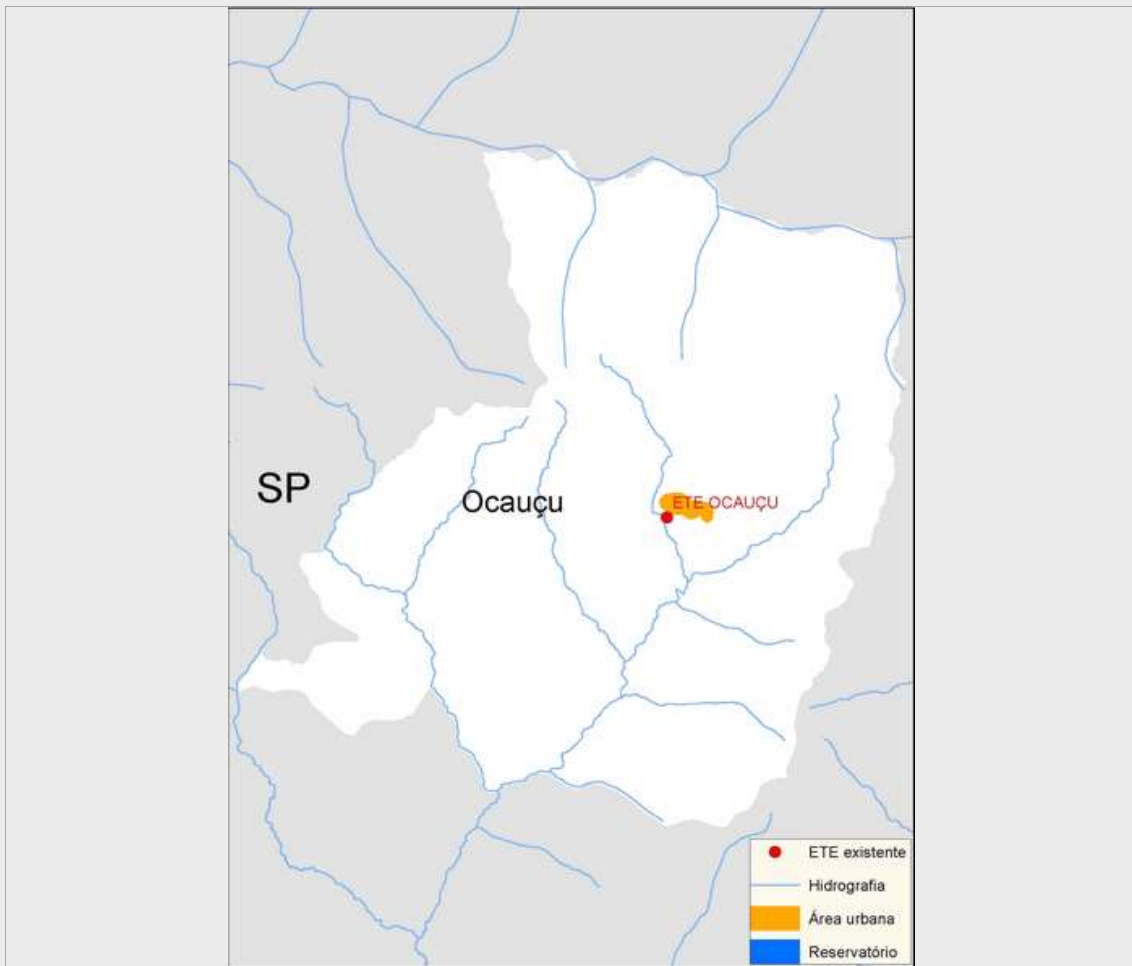 SP
Ocauçu
ETE OCAUÇU
ETE existente
Hidrografia
Área urbana
Reservatório